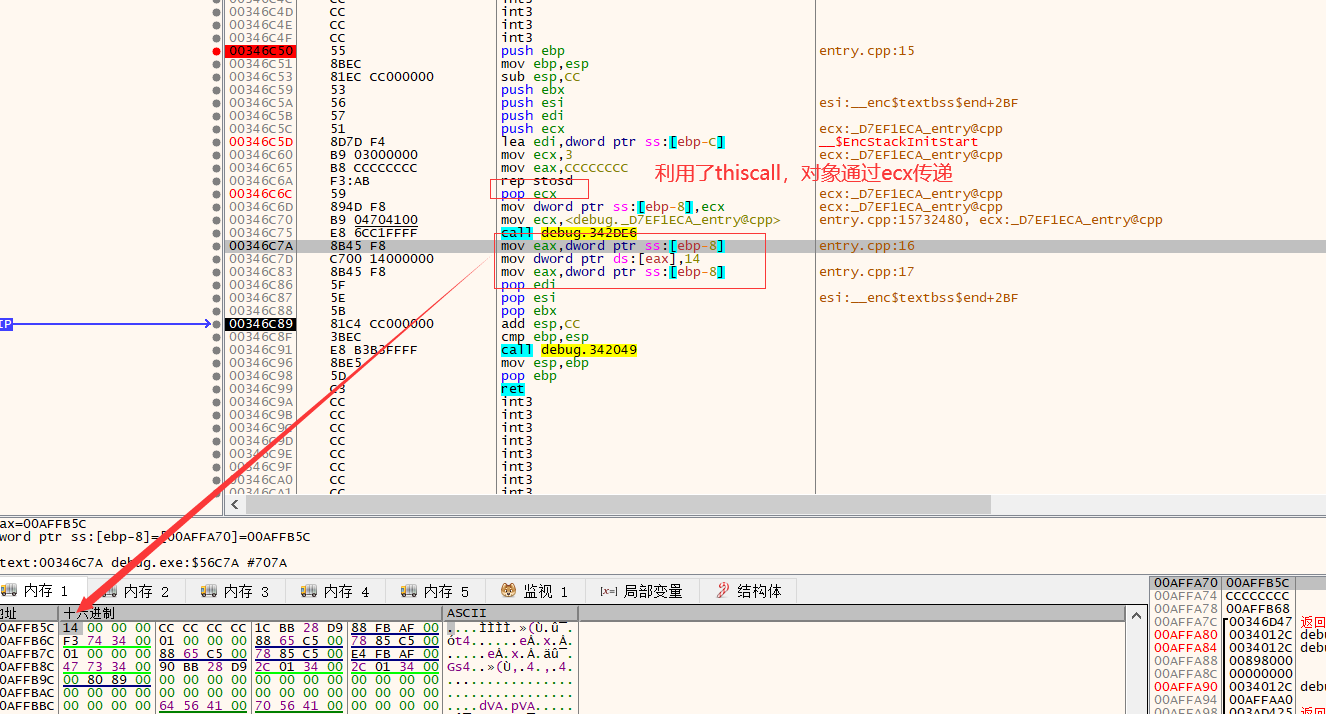 00346C4D CC int3
00346C4E CC int3
00346C4F CC int3
00346C50 55 push ebp entry.cpp:15
00346C51 8BEC mov ebp,esp
00346C53 81EC CC000000 sub esp,CC
00346C59 53 push ebx
00346C5A 56 push esi esi:__enc$textbss$end+2BF
00346C5B 57 push edi
00346C5C 51 push ecx ecx:_D7EF1ECA_entry@cpp
00346C5D 8D7D F4 lea edi,dword ptr ss:[ebp-C] __$EncStackInitStart
00346C60 B9 03000000 mov ecx,3 ecx:_D7EF1ECA_entry@cpp
00346C65 B8 CCCCCCCC mov eax,CCCCCCCC
利用了thiscall，对象通过ecx传递
00346C6A F3:AB rep stosd
00346C6C 59 pop ecx ecx:_D7EF1ECA_entry@cpp
00346C6D 894D F8 mov dword ptr ss:[ebp-8],ecx ecx:_D7EF1ECA_entry@cpp
00346C70 B9 04704100 mov ecx,<debug._D7EF1ECA_entry@cpp> entry.cpp:15732480, ecx:_D7EF1ECA_entry@cpp
00346C75 E8 6CC1FFFF call debug.342DE6
00346C7A 8B45 F8 mov eax,dword ptr ss:[ebp-8] entry.cpp:16
00346C7D C700 14000000 mov dword ptr ds:[eax],14
00346C83 8B45 F8 mov eax,dword ptr ss:[ebp-8] entry.cpp:17
00346C86 5F pop edi
00346C87 5E pop esi esi:__enc$textbss$end+2BF
00346C88 5B pop ebx
IP 00346C89 81C4 CC000000 add esp,CC
00346C8F 3BEC cmp ebp,esp
00346C91 E8 B3B3FFFF call debug.342049
00346C96 8BE5 mov esp,ebp
00346C98 5D pop ebp
00346C99 C3 ret
00346C9A CC int3
00346C9B CC int3
00346C9C CC int3
00346C9D CC int3
00346C9E CC int3
00346C9F CC int3
00346CA0 CC int3
00346CA1 CC int3
ax=00AFFB5C
word ptr ss:[ebp-8]=[00AFFA70]=00AFFB5C
text:00346C7A debug.exe:$56C7A #707A
内存 1 内存 2 内存 3 内存 4 内存 5 监视 1 [x=] 局部变量 结构体
地址 十六进制 ASCII
0AFFB5C 14 00 00 00 CC CC CC CC 1C BB 28 D9 88 FB AF 00 ....ÌÌÌÌ.»(Ù.û¯.
0AFFB6C F3 74 34 00 01 00 00 00 88 65 C5 00 78 85 C5 00 ót4......eÅ.x.Å.
0AFFB7C 01 00 00 00 88 65 C5 00 78 85 C5 00 E4 FB AF 00 .....eÅ.x.Å.äû¯.
0AFFB8C 47 73 34 00 90 BB 28 D9 2C 01 34 00 2C 01 34 00 Gs4..»(Ù,.4.,.4.
0AFFB9C 00 80 89 00 00 00 00 00 00 00 00 00 00 00 00 00 ................
0AFFBAC 00 00 00 00 00 00 00 00 00 00 00 00 00 00 00 00 ................
0AFFBBC 00 00 00 00 64 56 41 00 70 56 41 00 00 00 00 00 ....dVA.pVA.....
00AFFA70 00AFFB5C
00AFFA74 CCCCCCCC
00AFFA78 00AFFB68
00AFFA7C 00346D47 返回
00AFFA80 0034012C debu
00AFFA84 0034012C debu
00AFFA88 00898000
00AFFA8C 00000000
00AFFA90 0034012C debu
00AFFA94 00AFFAA0
00AFFA98 003AD425 返回